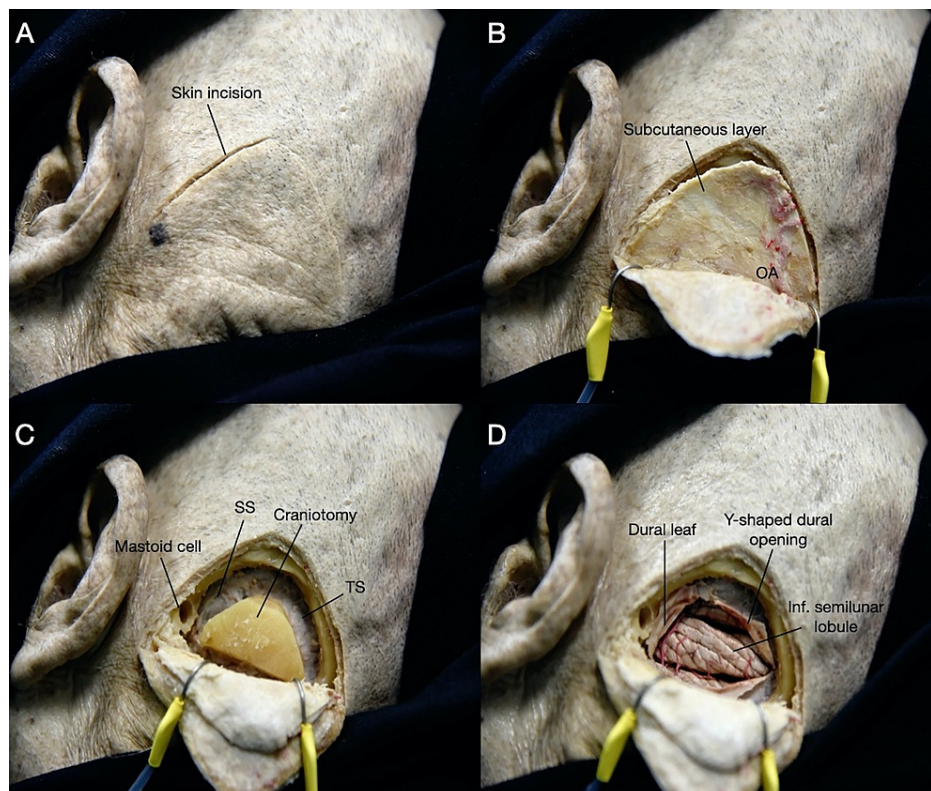 A
Skin incision
B
Subcutaneous layer
OA
C
SS
Craniotomy
Mastoid cell
TS
D
Dural leaf
Y-shaped dural
opening
Inf. semilunar
lobule